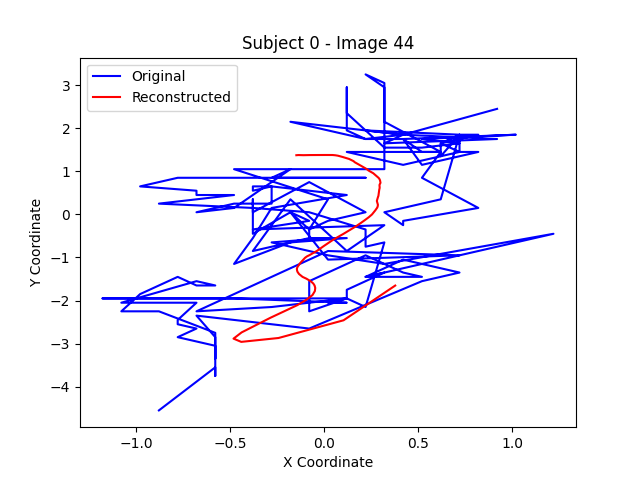 Subject 0 - Image 44
Original
Reconstructed
Y Coordinate
3
2
1
0
−1
−2
−3
−4
−1.0 −0.5 0.0 0.5 1.0
X Coordinate